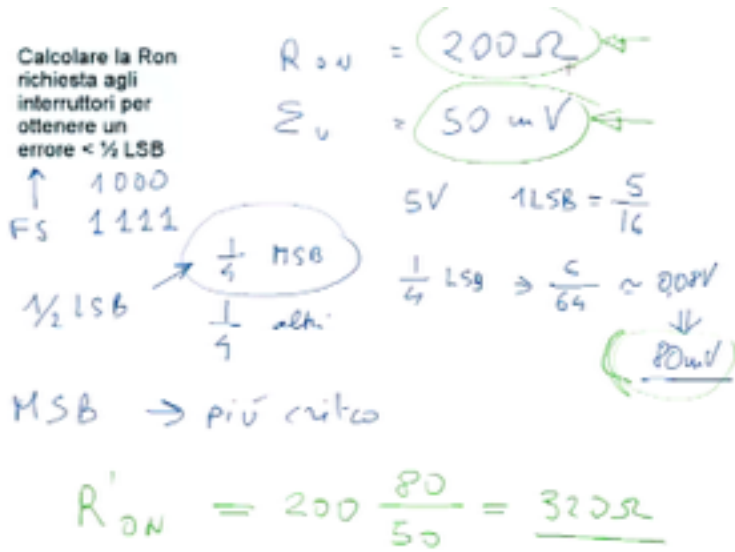 Calcolare la Ron
richiesta agli
interruttori per
ottenere un
errore < ½ LSB
R ON = 200 Ω
Σ v = 50 mV
↑ 1000
FS 1111
5V 1LSB = 5/16
1/2 LSB → 1/4 MSB
1/4 altri
1/4 LSB ⇒ 5/64 ≈ 0,08V
⇓
80mV
MSB → più critco
R'ON = 200 80/50 = 320Ω